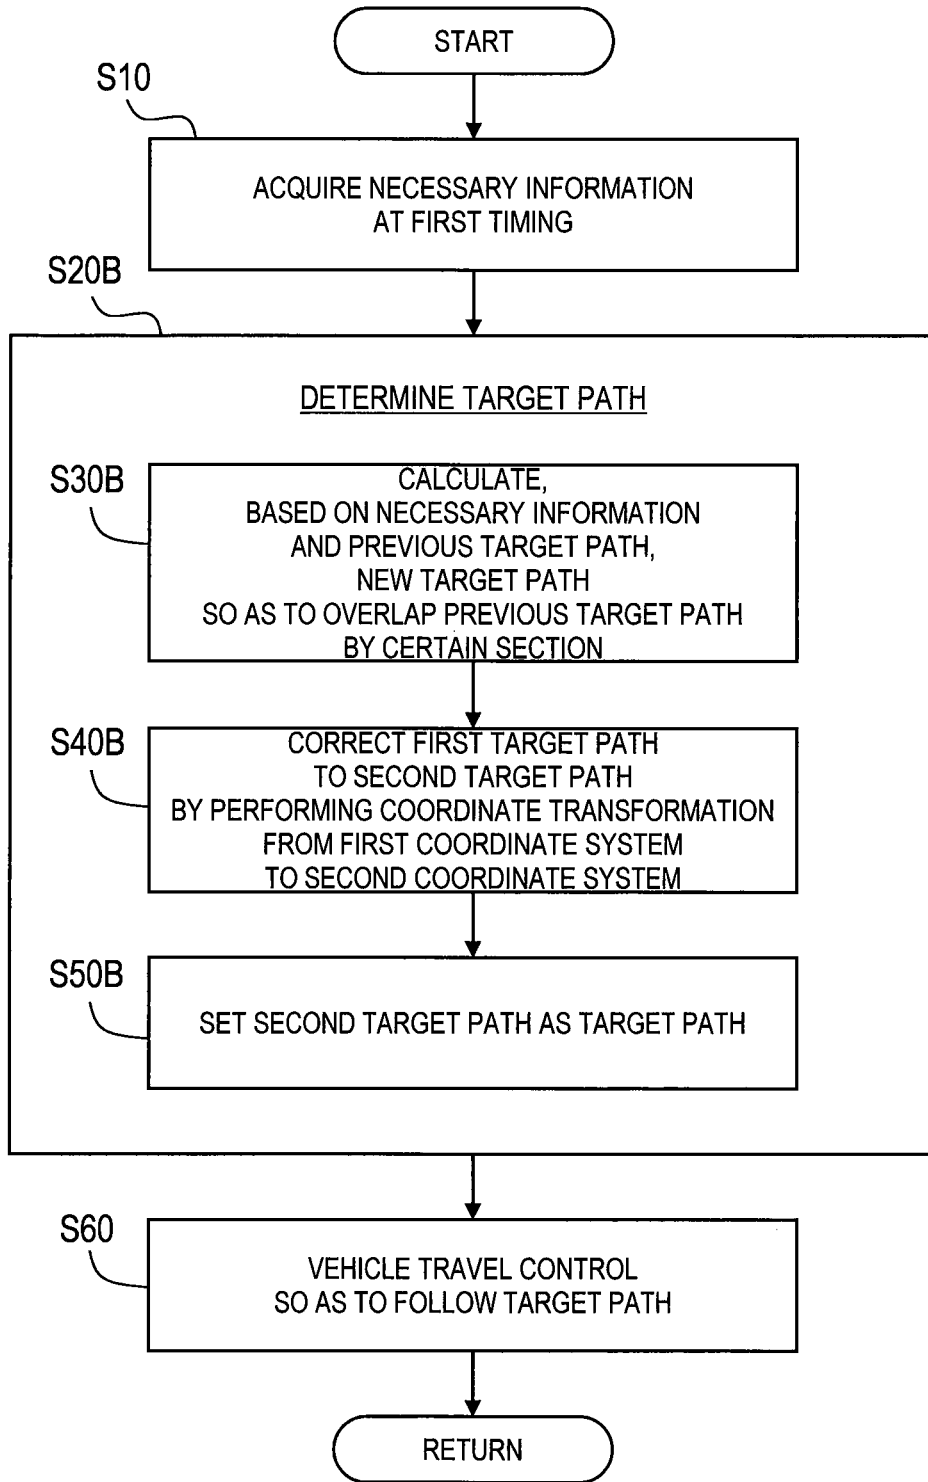 START
S10
ACQUIRE NECESSARY INFORMATION
AT FIRST TIMING
S20B
DETERMINE TARGET PATH
S30B
CALCULATE,
BASED ON NECESSARY INFORMATION
AND PREVIOUS TARGET PATH,
NEW TARGET PATH
SO AS TO OVERLAP PREVIOUS TARGET PATH
BY CERTAIN SECTION
S40B
CORRECT FIRST TARGET PATH
TO SECOND TARGET PATH
BY PERFORMING COORDINATE TRANSFORMATION
FROM FIRST COORDINATE SYSTEM
TO SECOND COORDINATE SYSTEM
S50B
SET SECOND TARGET PATH AS TARGET PATH
S60
VEHICLE TRAVEL CONTROL
SO AS TO FOLLOW TARGET PATH
RETURN